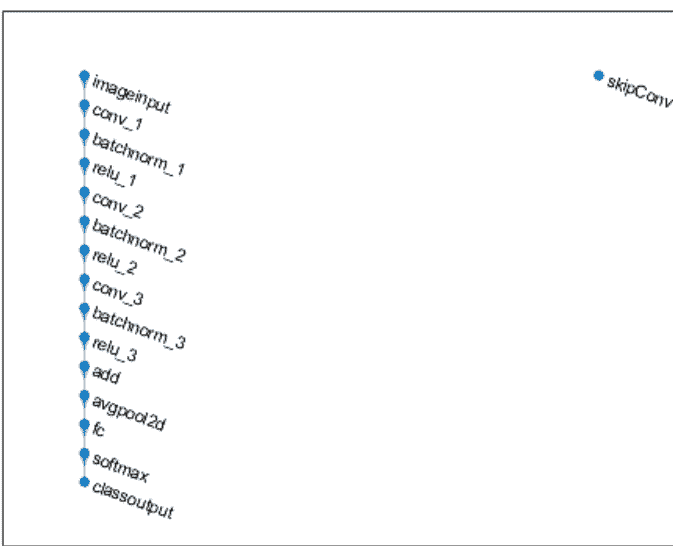 imageinput
conv_1
batchnorm_1
relu_1
conv_2
batchnorm_2
relu_2
conv_3
batchnorm_3
relu_3
add
avgpool2d
fc
softmax
classoutput
skipConv